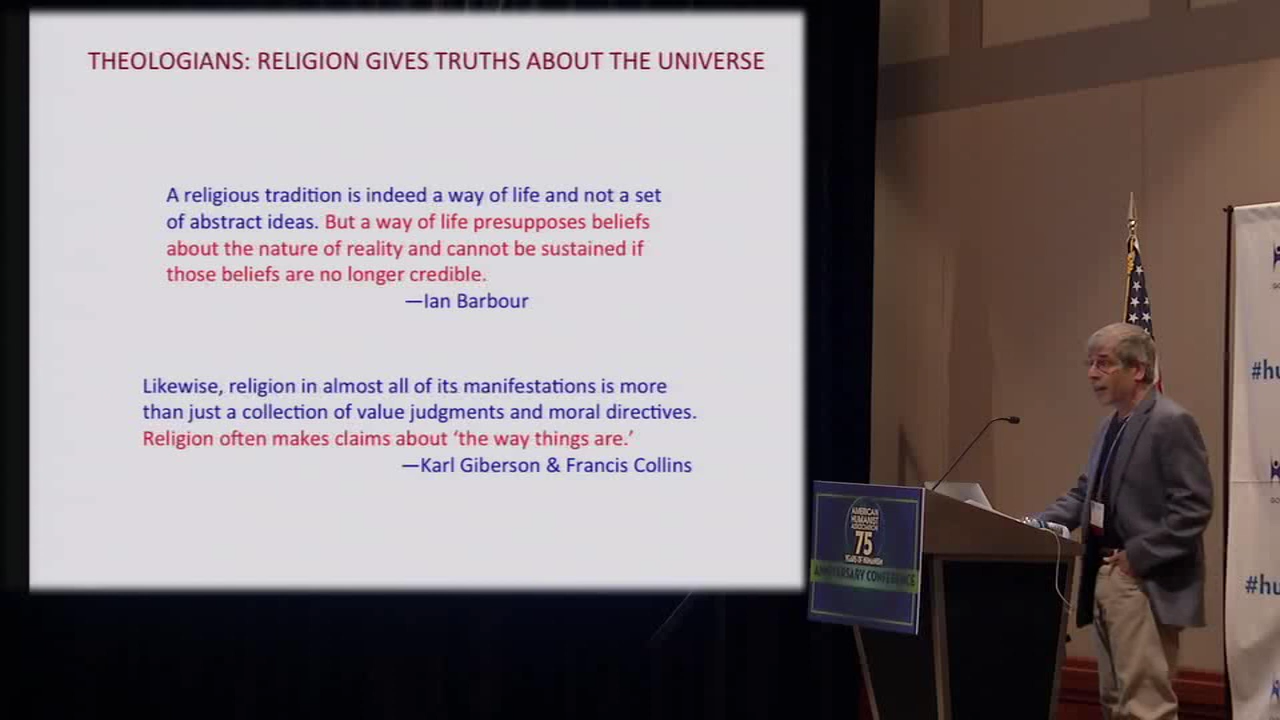 THEOLOGIANS: RELIGION GIVES TRUTHS ABOUT THE UNIVERSE
A religious tradition is indeed a way of life and not a set
of abstract ideas. But a way of life presupposes beliefs
about the nature of reality and cannot be sustained if
those beliefs are no longer credible.
—Ian Barbour
Likewise, religion in almost all of its manifestations is more
than just a collection of value judgments and moral directives.
Religion often makes claims about ‘the way things are.’
—Karl Giberson & Francis Collins
AMERICAN
HUMANIST
ASSOCIATION
75
YEARS OF HUMANISM
ANNIVERSARY CONFERENCE
#hu
#hu